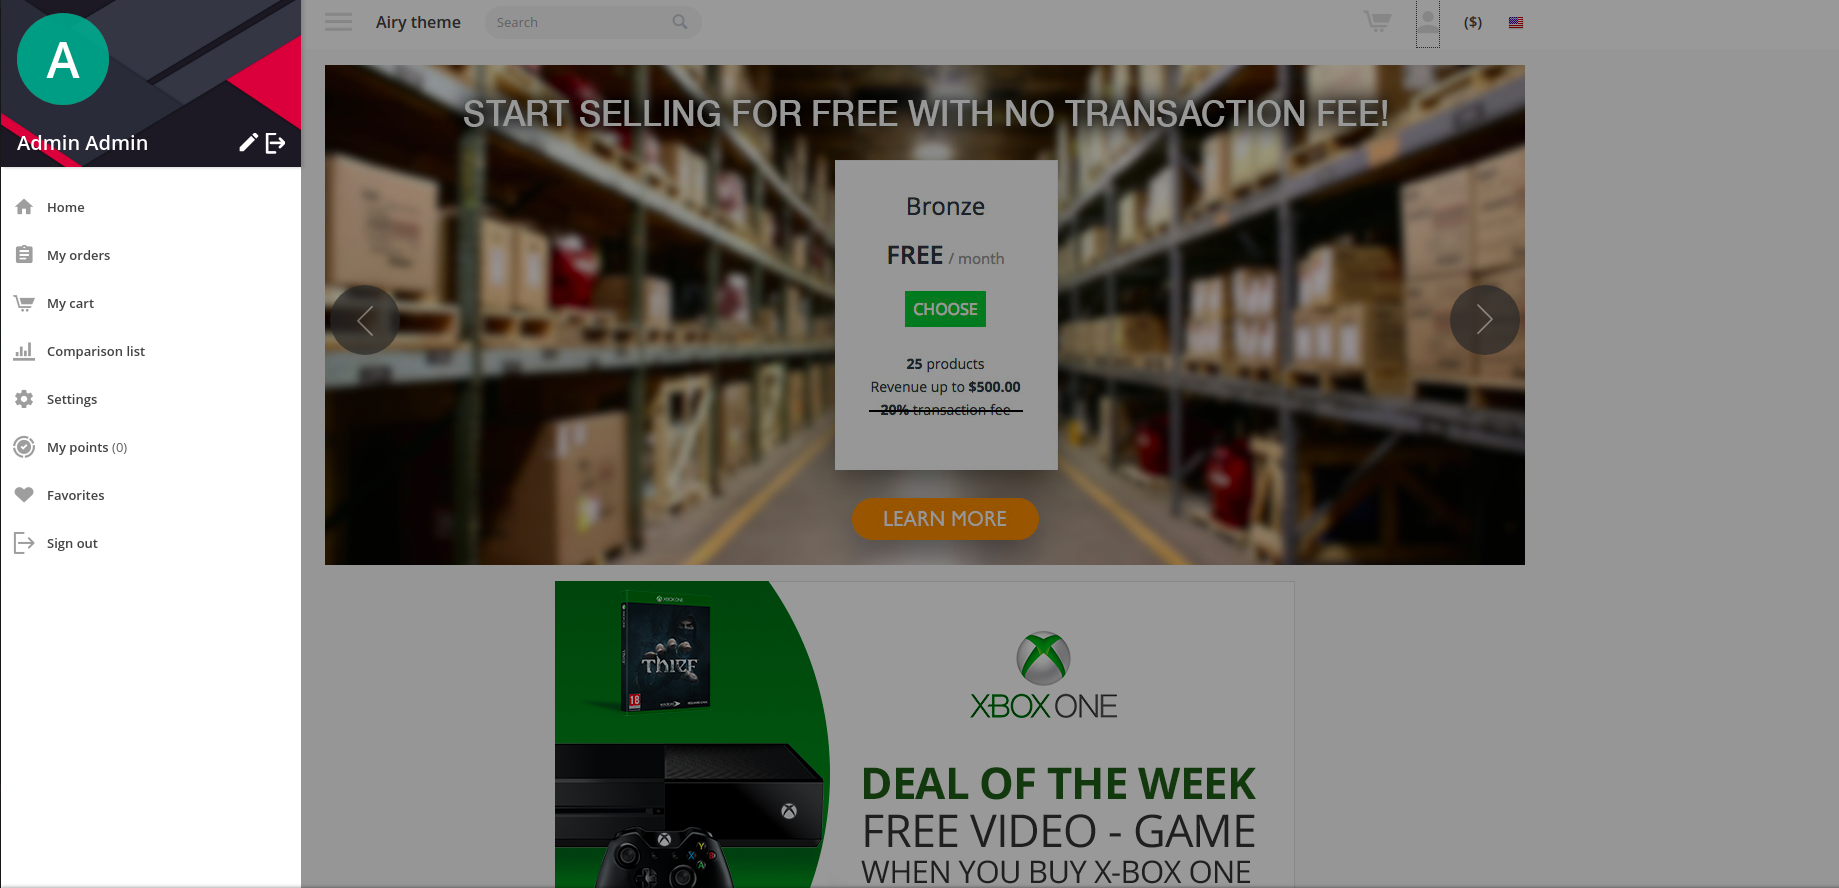 A
Admin Admin
Home
My orders
My cart
Comparison list
Settings
My points (0)
Favorites
Sign out
Airy theme
Search
($)
START SELLING FOR FREE WITH NO TRANSACTION FEE!
Bronze
FREE / month
CHOOSE
25 products
Revenue up to $500.00
20% transaction fee
LEARN MORE
XBOX ONE
THIEF
18
XBOX ONE
DEAL OF THE WEEK
FREE VIDEO - GAME
WHEN YOU BUY X-BOX ONE